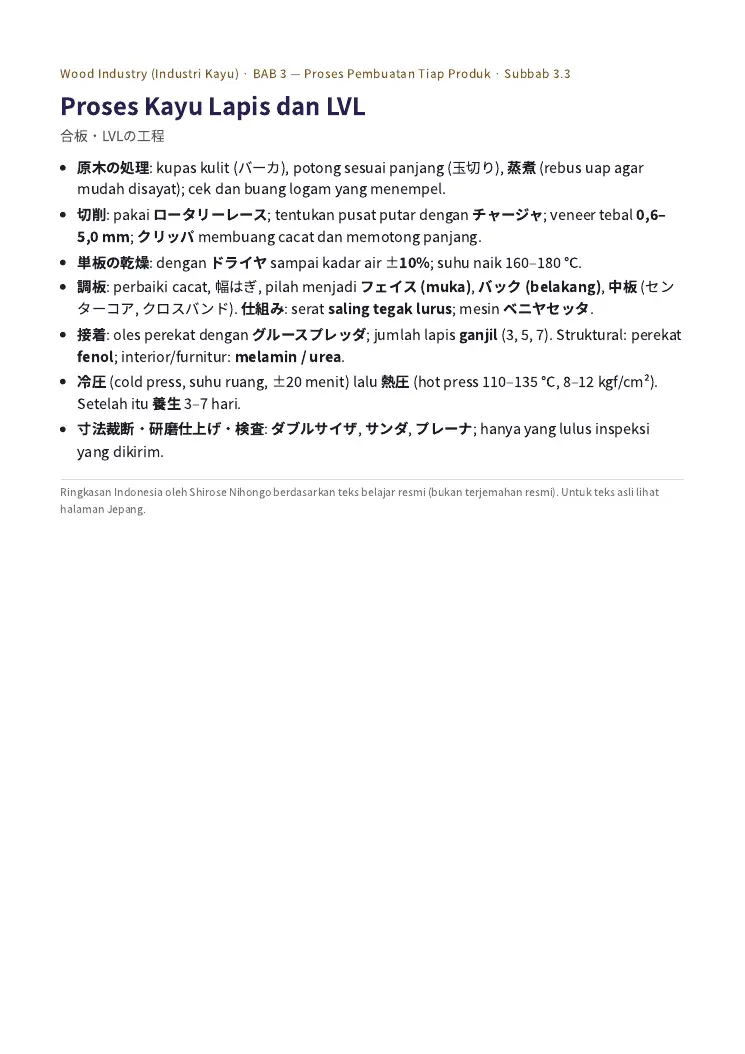 Wood Industry (Industri Kayu) · BAB 3 — Proses Pembuatan Tiap Produk · Subbab 3.3
Proses Kayu Lapis dan LVL
合板・LVLの工程
• 原木の処理: kupas kulit (バーカ), potong sesuai panjang (玉切り), 蒸煮 (rebus uap agar
mudah disayat); cek dan buang logam yang menempel.
• 切削: pakai ロータリーレース; tentukan pusat putar dengan チャージャ; veneer tebal 0,6–
5,0 mm; クリッパ membuang cacat dan memotong panjang.
• 単板の乾燥: dengan ドライヤ sampai kadar air ±10%; suhu naik 160–180 ℃.
• 調板: perbaiki cacat, 幅はぎ, pilah menjadi フェイス (muka), バック (belakang), 中板 (セン
ターコア, クロスバンド). 仕組み: serat saling tegak lurus; mesin ベニヤセッタ.
• 接着: oles perekat dengan グルースプレッダ; jumlah lapis ganjil (3, 5, 7). Struktural: perekat
fenol; interior/furnitur: melamin / urea.
• 冷圧 (cold press, suhu ruang, ±20 menit) lalu 熱圧 (hot press 110–135 ℃, 8–12 kgf/cm²).
Setelah itu 養生 3–7 hari.
• 寸法裁断・研磨仕上げ・検査: ダブルサイザ, サンダ, プレーナ; hanya yang lulus inspeksi
yang dikirim.
Ringkasan Indonesia oleh Shirose Nihongo berdasarkan teks belajar resmi (bukan terjemahan resmi). Untuk teks asli lihat
halaman Jepang.